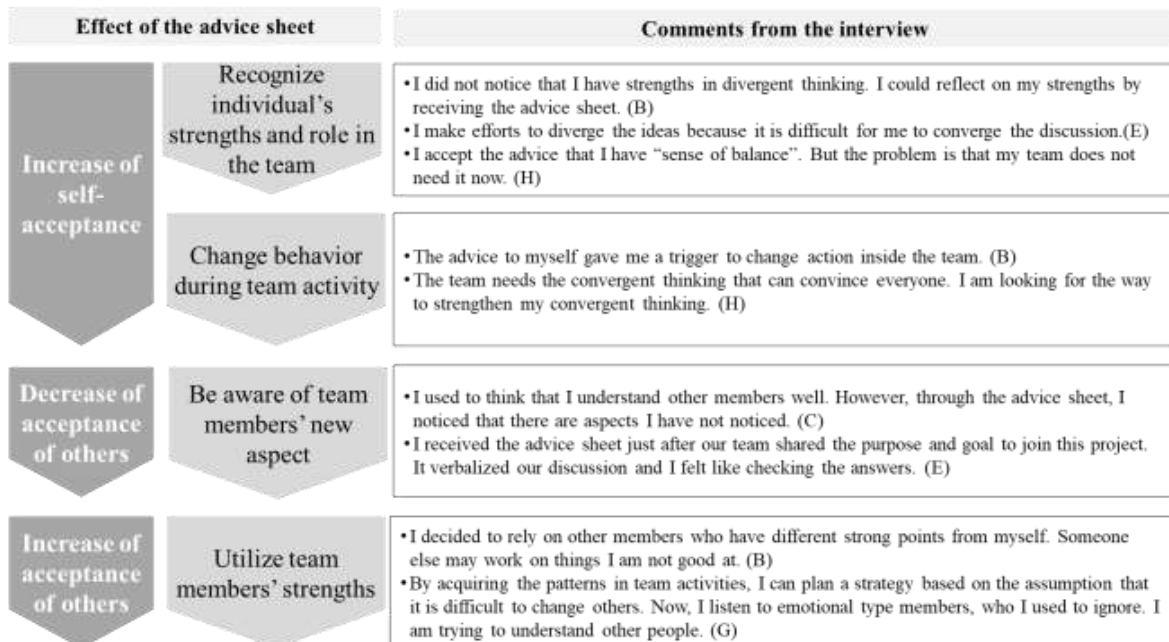 Effect of the advice sheet
Comments from the interview
Increase of
self-
acceptance
Recognize
individual's
strengths and role in
the team
•I did not notice that I have strengths in divergent thinking. I could reflect on my strengths by
receiving the advice sheet. (B)
•I make efforts to diverge the ideas because it is difficult for me to converge the discussion.(E)
•I accept the advice that I have “sense of balance”. But the problem is that my team does not
need it now. (H)
Change behavior
during team activity
•The advice to myself gave me a trigger to change action inside the team. (B)
•The team needs the convergent thinking that can convince everyone. I am looking for the way
to strengthen my convergent thinking. (H)
Decrease of
acceptance
of others
Be aware of team
members' new
aspect
•I used to think that I understand other members well. However, through the advice sheet, I
noticed that there are aspects I have not noticed. (C)
•I received the advice sheet just after our team shared the purpose and goal to join this project.
It verbalized our discussion and I felt like checking the answers. (E)
Increase of
acceptance
of others
Utilize team
members' strengths
•I decided to rely on other members who have different strong points from myself. Someone
else may work on things I am not good at. (B)
•By acquiring the patterns in team activities, I can plan a strategy based on the assumption that
it is difficult to change others. Now, I listen to emotional type members, who I used to ignore. I
am trying to understand other people. (G)